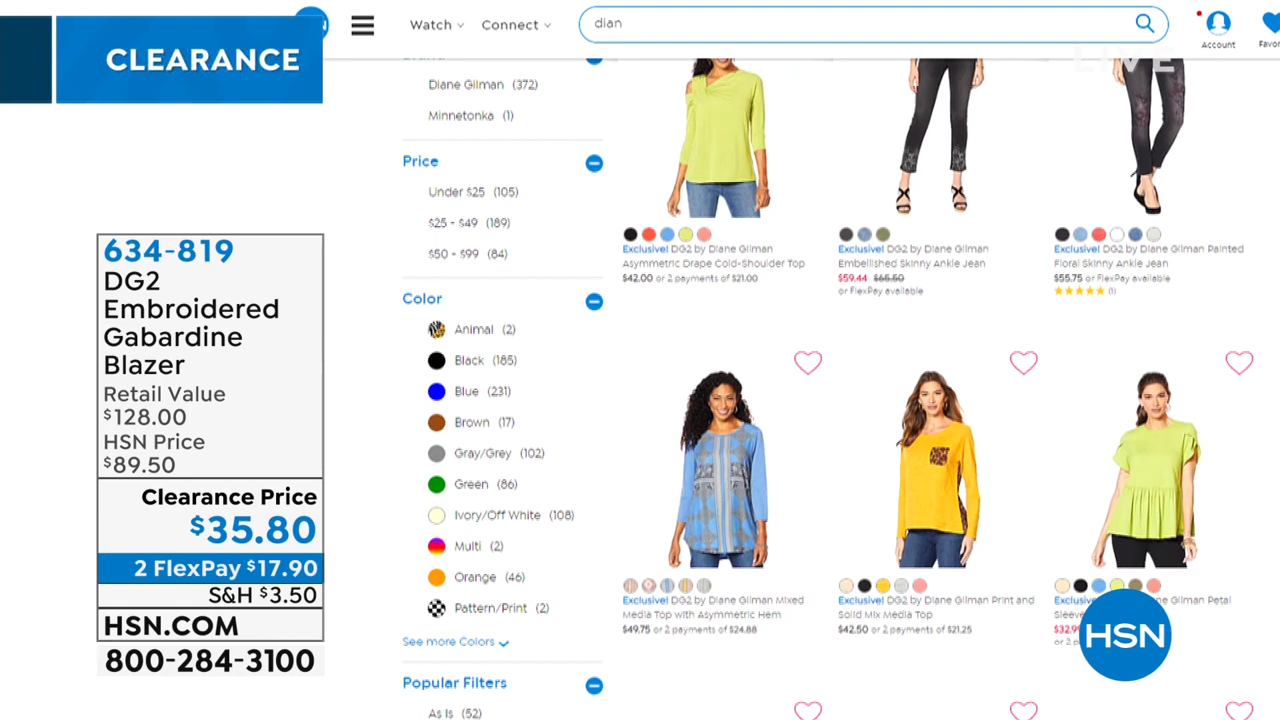 CLEARANCE
634-819
DG2
Embroidered
Gabardine
Blazer
Retail Value
$128.00
HSN Price
$89.50
Clearance Price
$35.80
2 FlexPay $17.90
S&H $3.50
HSN.COM
800-284-3100
Watch
Connect
dian
Account
LIVE
Diane Gilman (372)
Minnetonka (1)
Price
Under $25 (105)
$25 - $49 (189)
$50 - $99 (84)
Color
Animal (2)
Black (185)
Blue (231)
Brown (17)
Gray/Grey (102)
Green (86)
Ivory/Off White (108)
Multi (2)
Orange (46)
Pattern/Print (2)
See more Colors
Popular Filters
As Is (52)
Exclusive! DG2 by Diane Gilman
Asymmetric Drape Cold-Shoulder Top
$42.00 or 2 payments of $21.00
Exclusive! DG2 by Diane Gilman
Embellished Skinny Ankle Jean
$59.44 $65.50
or FlexPay available
Exclusive! DG2 by Diane Gilman Painted
Floral Skinny Ankle Jean
$55.75 or FlexPay available
(1)
Exclusive! DG2 by Diane Gilman Mixed
Media Top with Asymmetric Hem
$49.75 or 2 payments of $24.88
Exclusive! DG2 by Diane Gilman Print and
Solid Mix Media Top
$42.50 or 2 payments of $21.25
Gilman Petal
$32.9
or 2
HSN